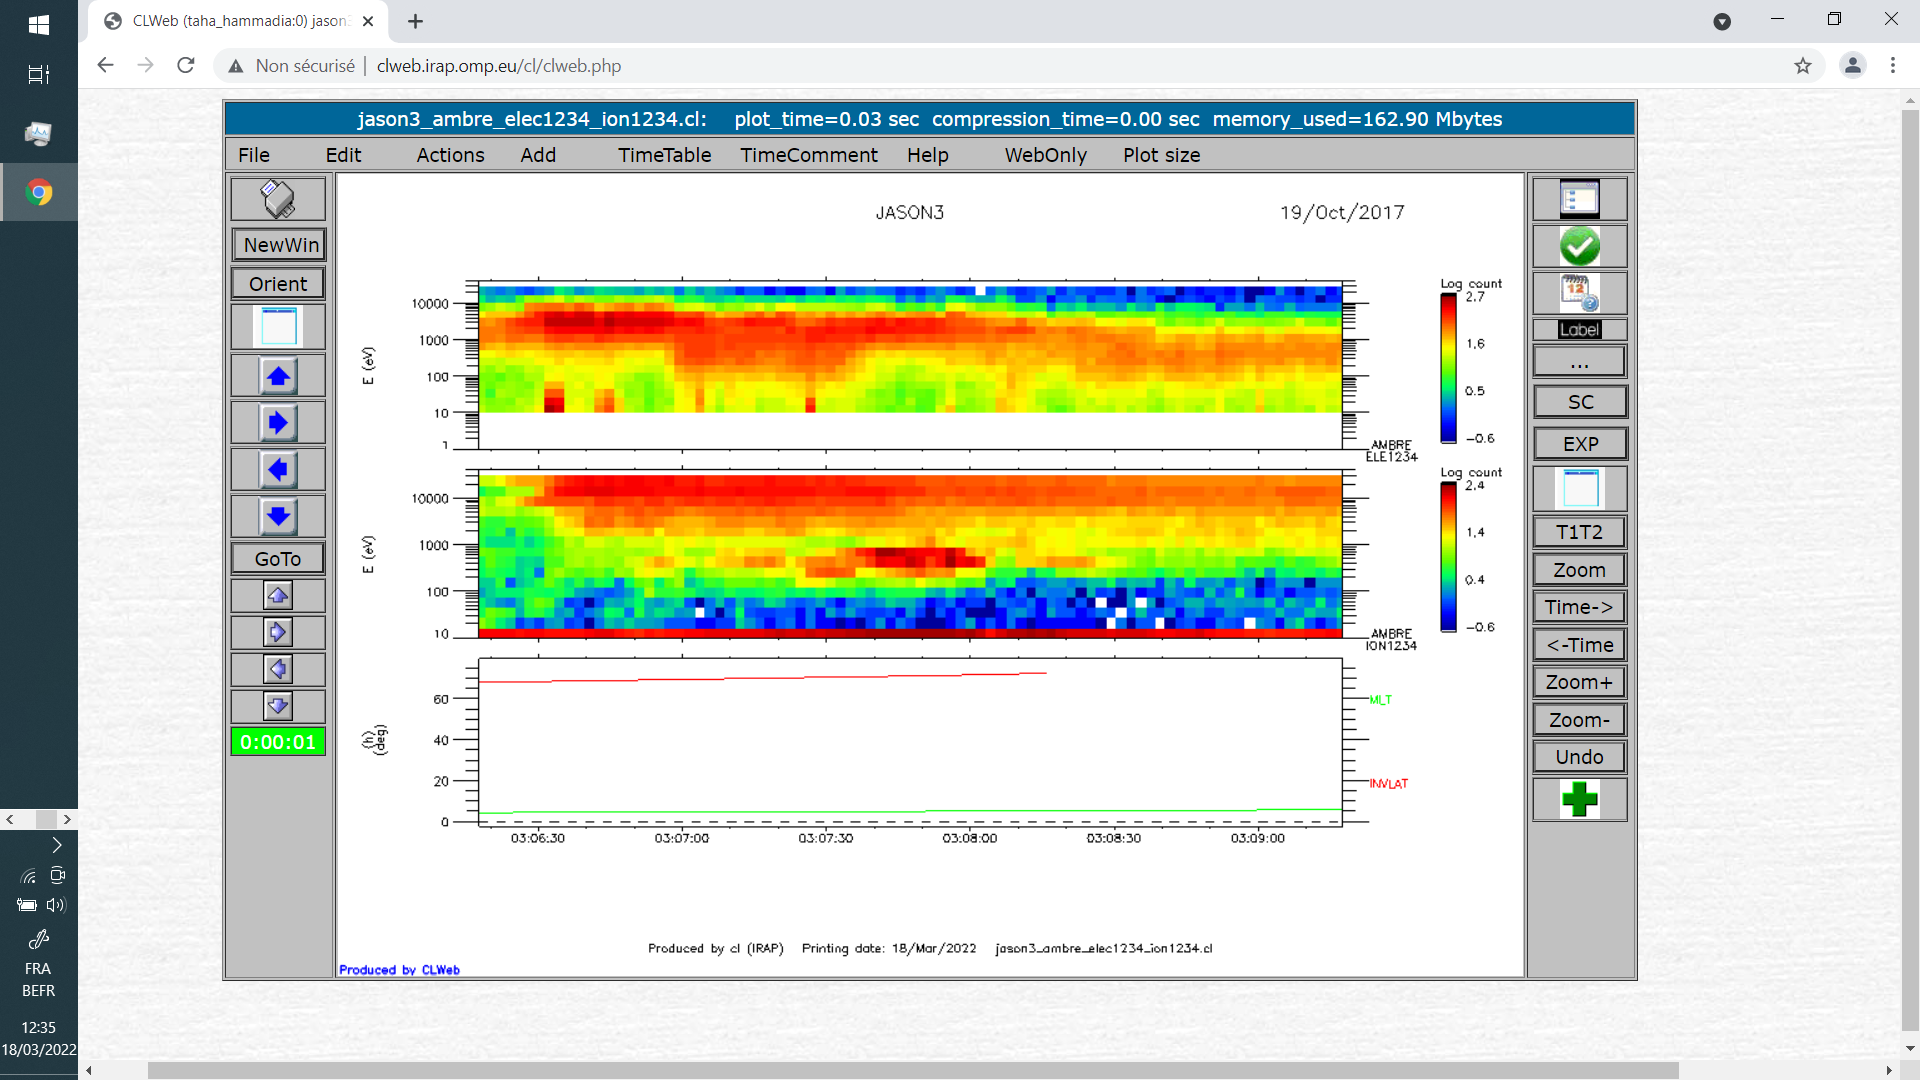 CLWeb (taha_hammadia:0) jason3
Non sécurisé | clweb.irap.omp.eu/cl/clweb.php
jason3_ambre_elec1234_ion1234.cl: plot_time=0.03 sec compression_time=0.00 sec memory_used=162.90 Mbytes
File Edit Actions Add TimeTable TimeComment Help WebOnly Plot size
NewWin
Orient
GoTo
0:00:01
JASON3 19/Oct/2017
10000
1000
100
10
1
E (eV)
AMBRE
ELE1234
Log count
2.7
1.6
0.5
-0.6
10000
1000
100
10
E (eV)
AMBRE
ION1234
Log count
2.4
1.4
0.4
-0.6
60
40
20
0
(h)
(deg)
MLT
INVLAT
03:06:30 03:07:00 03:07:30 03:08:00 03:08:30 03:09:00
Produced by cl (IRAP) Printing date: 18/Mar/2022 jason3_ambre_elec1234_ion1234.cl
Produced by CLWeb
12
Label
...
SC
EXP
T1T2
Zoom
Time->
<-Time
Zoom+
Zoom-
Undo
FRA
BEFR
12:35
18/03/2022